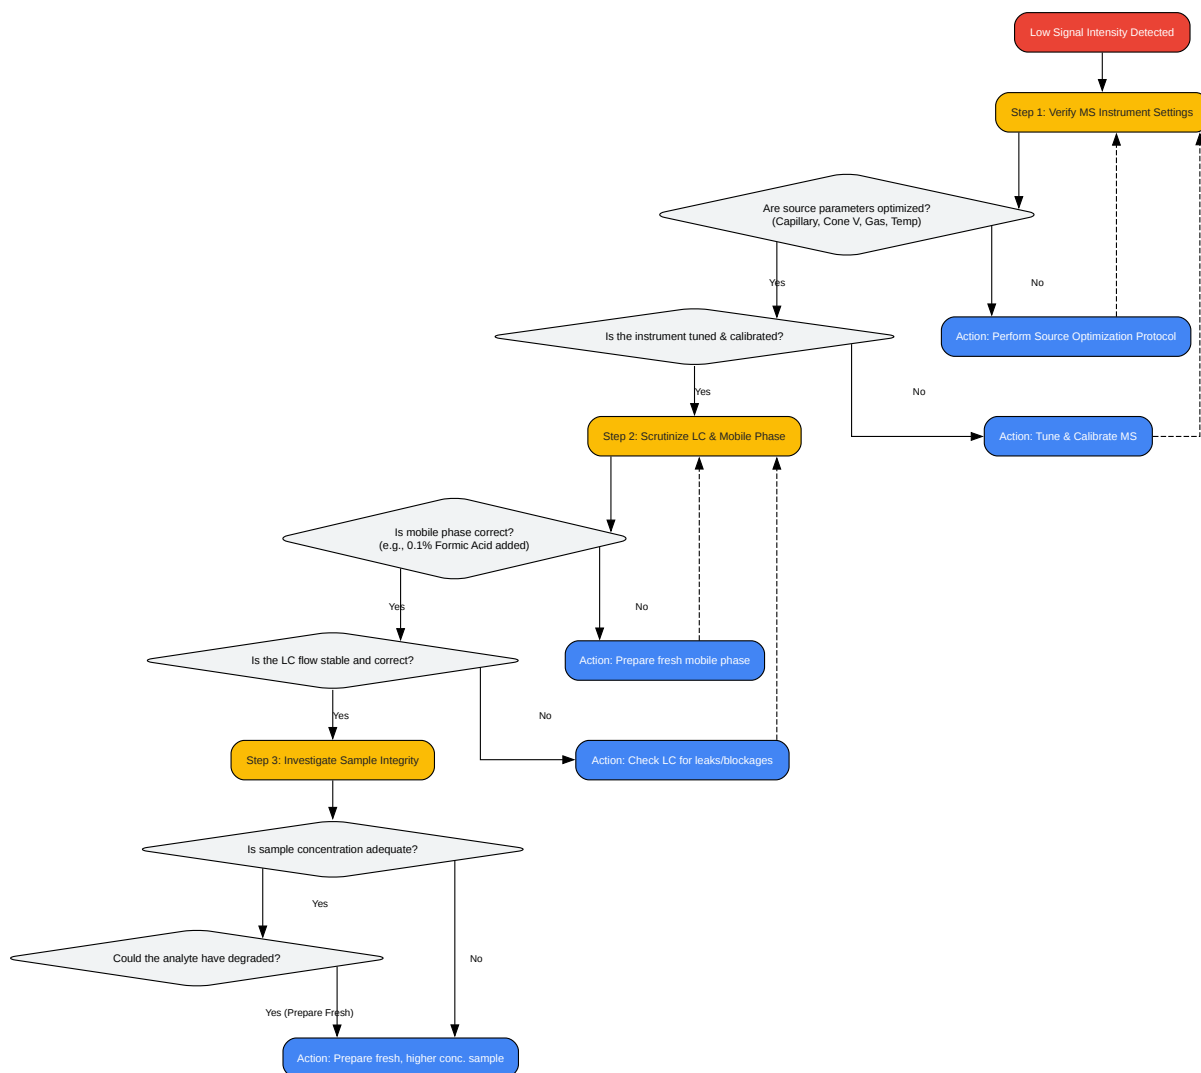 Low Signal Intensity Detected
Step 1: Verify MS Instrument Settings
Are source parameters optimized?
(Capillary, Cone V, Gas, Temp)
Yes
No
Is the instrument tuned & calibrated?
Action: Perform Source Optimization Protocol
Yes
No
Step 2: Scrutinize LC & Mobile Phase
Action: Tune & Calibrate MS
Is mobile phase correct?
(e.g., 0.1% Formic Acid added)
Yes
No
Is the LC flow stable and correct?
Action: Prepare fresh mobile phase
Yes
No
Step 3: Investigate Sample Integrity
Action: Check LC for leaks/blockages
Is sample concentration adequate?
Yes
Could the analyte have degraded?
No
Yes (Prepare Fresh)
Action: Prepare fresh, higher conc. sample